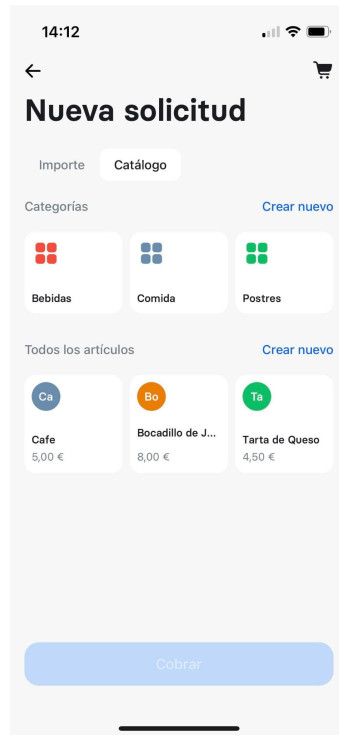 14:12
Nueva solicitud
Importe Catálogo
Categorías Crear nuevo
Bebidas Comida Postres
Todos los artículos Crear nuevo
Ca Bo Ta
Cafe Bocadillo de J... Tarta de Queso
5,00 € 8,00 € 4,50 €
Cobrar